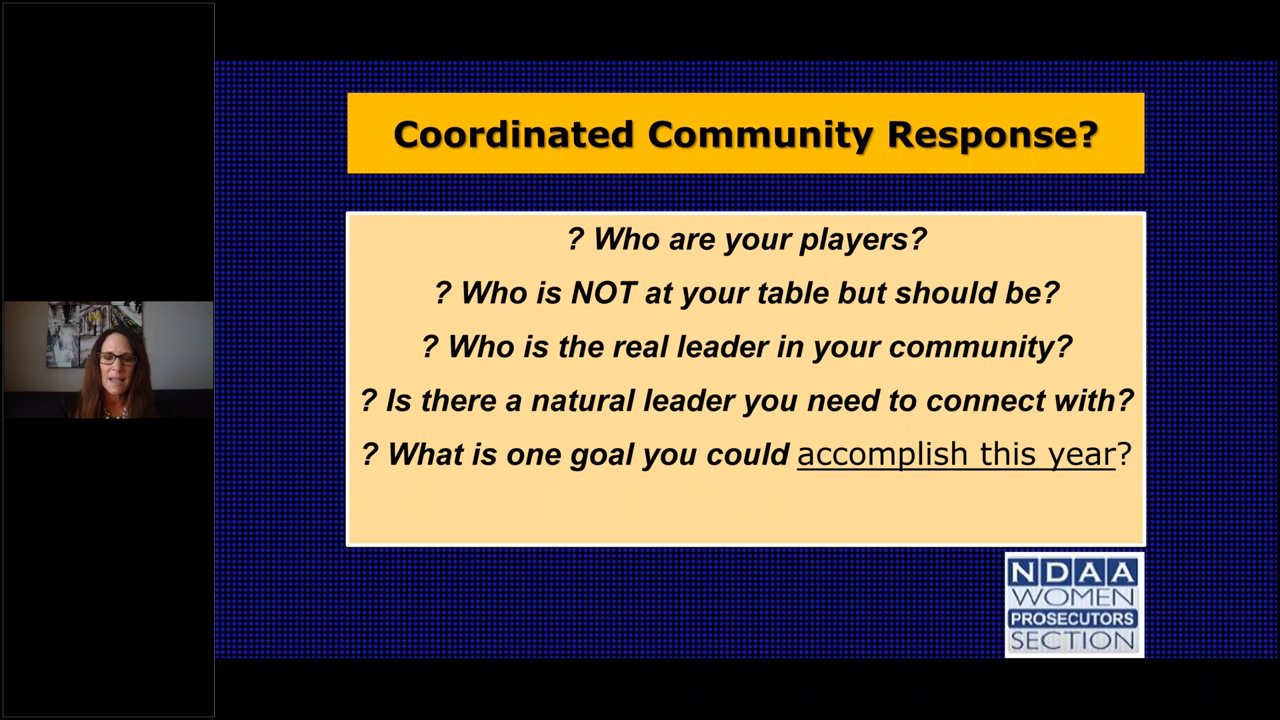 Coordinated Community Response?
? Who are your players?
? Who is NOT at your table but should be?
? Who is the real leader in your community?
? Is there a natural leader you need to connect with?
? What is one goal you could accomplish this year?
NDAA
WOMEN
PROSECUTORS
SECTION